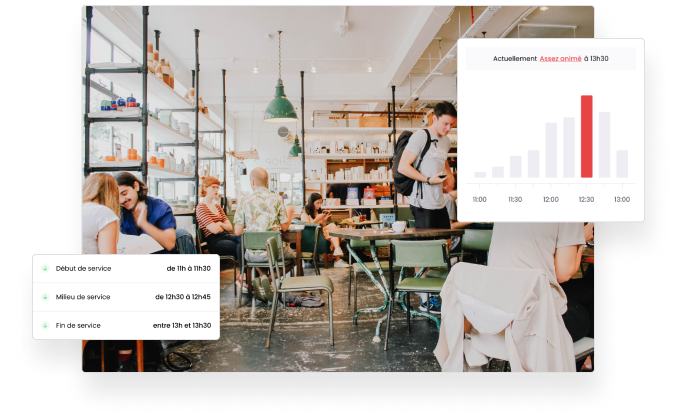 Actuellement Assez animé à 13h30
11:00 11:30 12:00 12:30 13:00
Début de service de 11h à 11h30
Milieu de service de 12h30 à 12h45
Fin de service entre 13h et 13h30